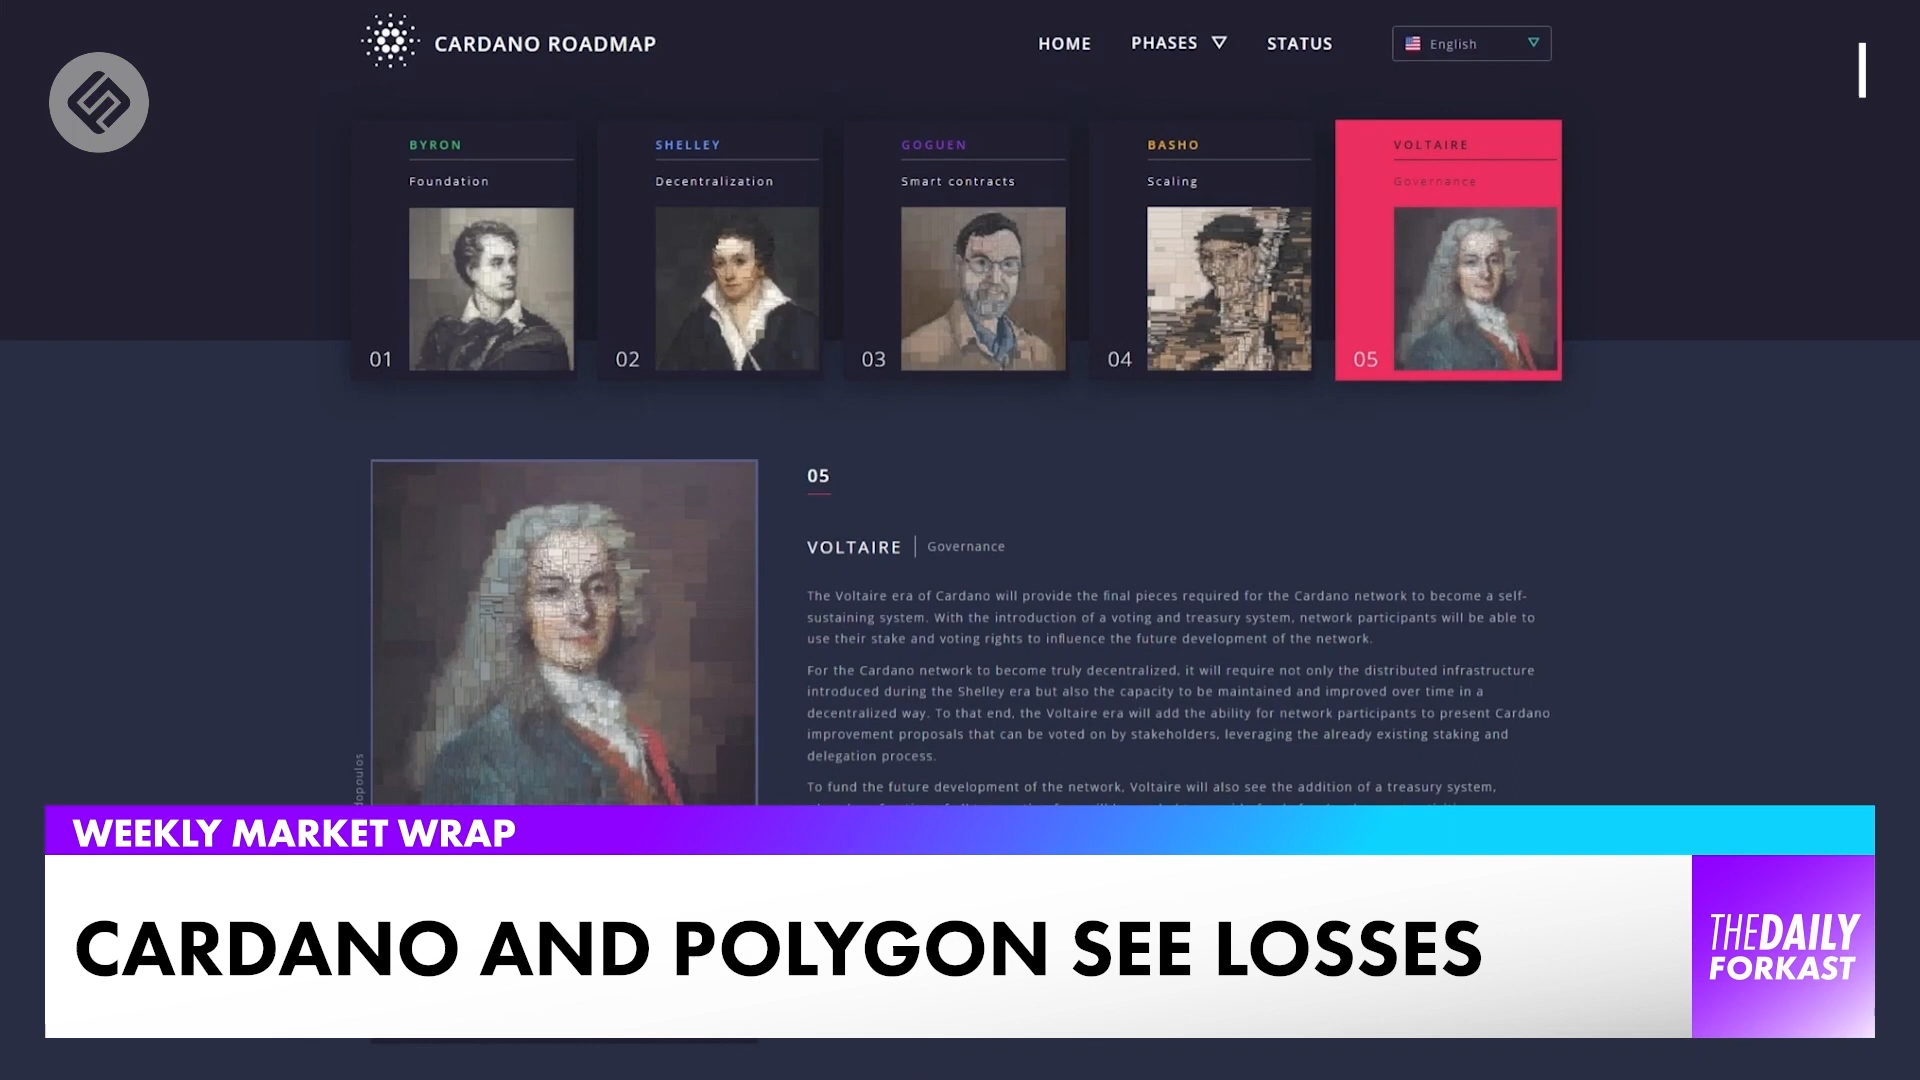 CARDANO ROADMAP
HOME
PHASES
STATUS
English
BYRON
Foundation
01
SHELLEY
Decentralization
02
GOGUEN
Smart contracts
03
BASHO
Scaling
04
VOLTAIRE
Governance
05
05
VOLTAIRE
Governance
The Voltaire era of Cardano will provide the final pieces required for the Cardano network to become a self-
sustaining system. With the introduction of a voting and treasury system, network participants will be able to
use their stake and voting rights to influence the future development of the network.
For the Cardano network to become truly decentralized, it will require not only the distributed infrastructure
introduced during the Shelley era but also the capacity to be maintained and improved over time in a
decentralized way. To that end, the Voltaire era will add the ability for network participants to present Cardano
improvement proposals that can be voted on by stakeholders, leveraging the already existing staking and
delegation process.
To fund the future development of the network, Voltaire will also see the addition of a treasury system,
WEEKLY MARKET WRAP
CARDANO AND POLYGON SEE LOSSES
THEDAILY
FORKAST